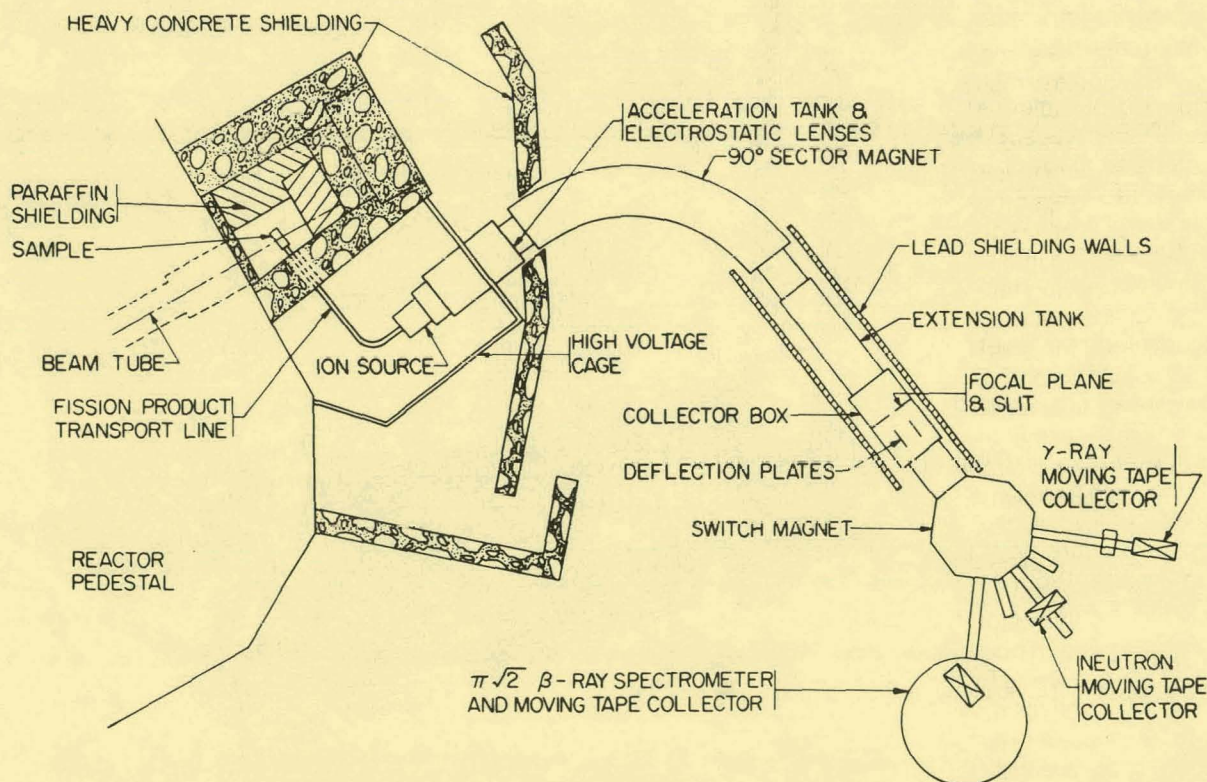 HEAVY CONCRETE SHIELDING
ACCELERATION TANK &
ELECTROSTATIC LENSES
90° SECTOR MAGNET
PARAFFIN
SHIELDING
SAMPLE
LEAD SHIELDING WALLS
EXTENSION TANK
BEAM TUBE
ION SOURCE
HIGH VOLTAGE
CAGE
FOCAL PLANE
& SLIT
FISSION PRODUCT
TRANSPORT LINE
COLLECTOR BOX
DEFLECTION PLATES
γ-RAY
MOVING TAPE
COLLECTOR
SWITCH MAGNET
REACTOR
PEDESTAL
π√2 β-RAY SPECTROMETER
AND MOVING TAPE COLLECTOR
NEUTRON
MOVING TAPE
COLLECTOR